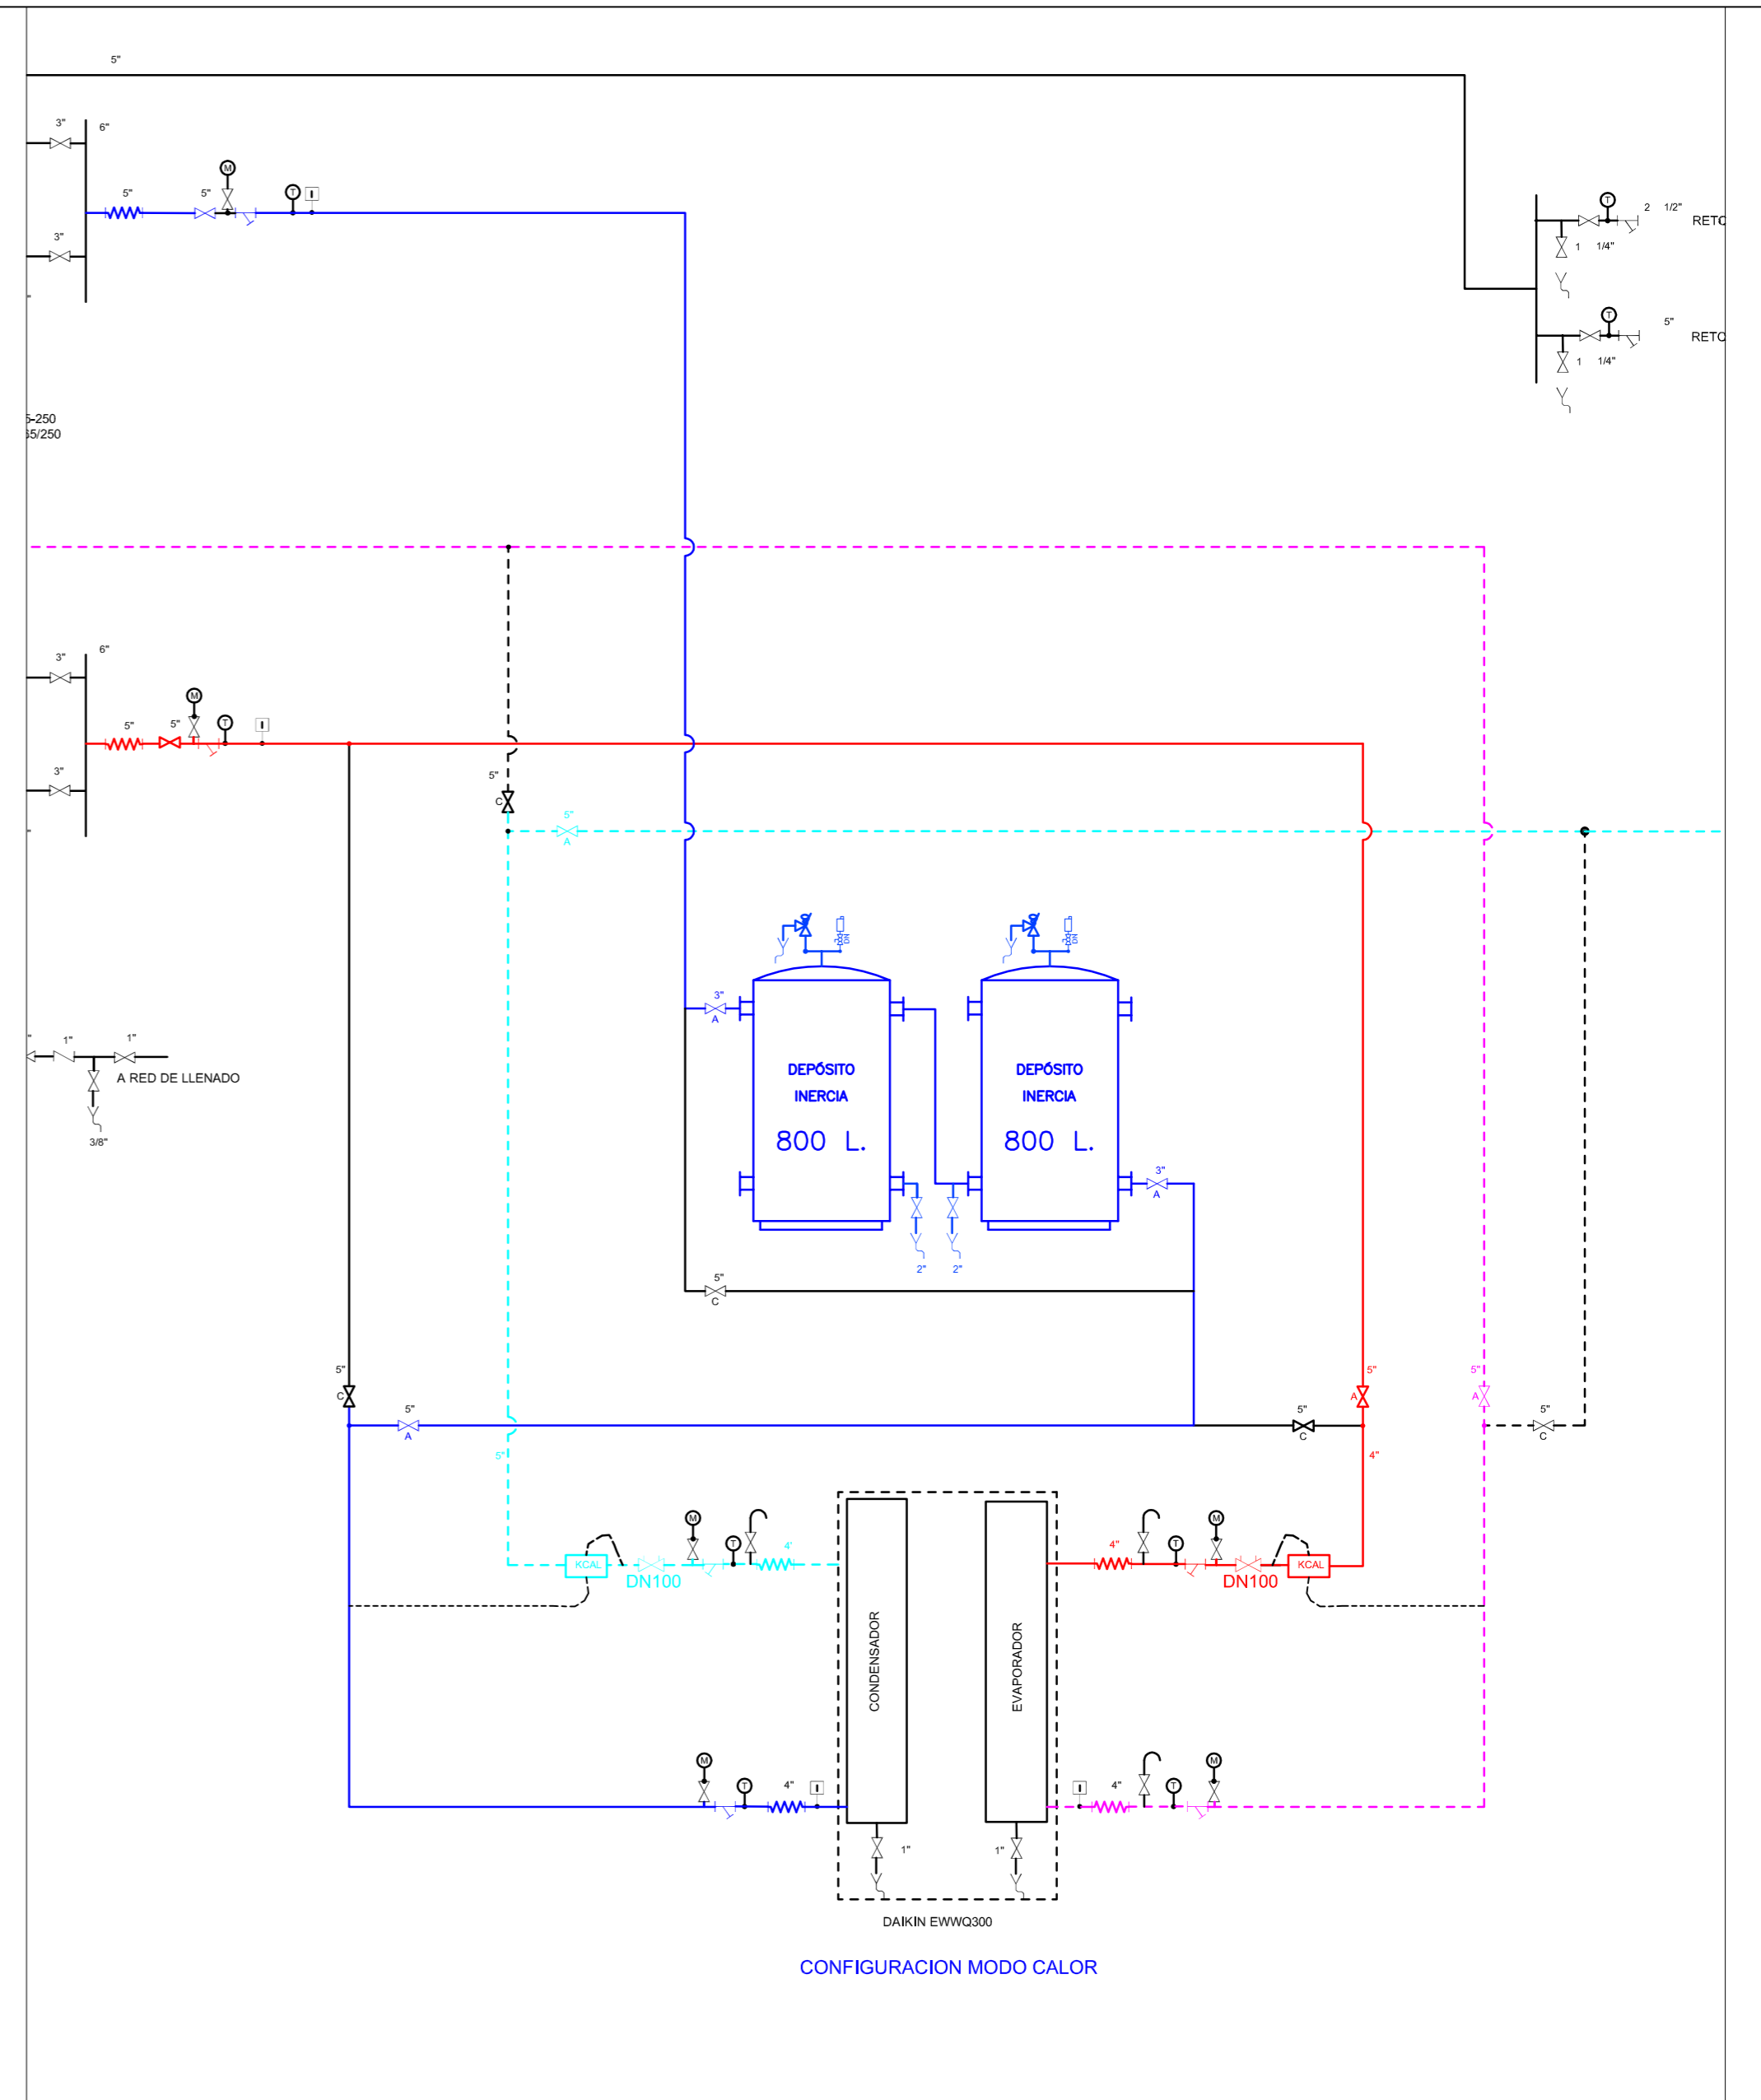 5"
3"
6"
M
5"
5"
T
I
3"
T
2 1/2"
RETO
1 1/4"
T
5"
RETO
1 1/4"
5-250
65/250
3"
6"
M
5"
5"
T
I
3"
5"
C
5"
A
DN
DN
3"
A
DEPÓSITO
INERCIA
800 L.
DEPÓSITO
INERCIA
800 L.
1"
1"
A RED DE LLENADO
3/8"
3"
A
2"
2"
5"
C
5"
C
5"
A
5"
A
5"
A
5"
C
5"
C
5"
4"
M
T
4'
KCAL
DN100
4"
T
M
KCAL
DN100
CONDENSADOR
EVAPORADOR
M
T
4"
I
I
4"
T
M
1"
1"
DAIKIN EWWQ300
CONFIGURACION MODO CALOR